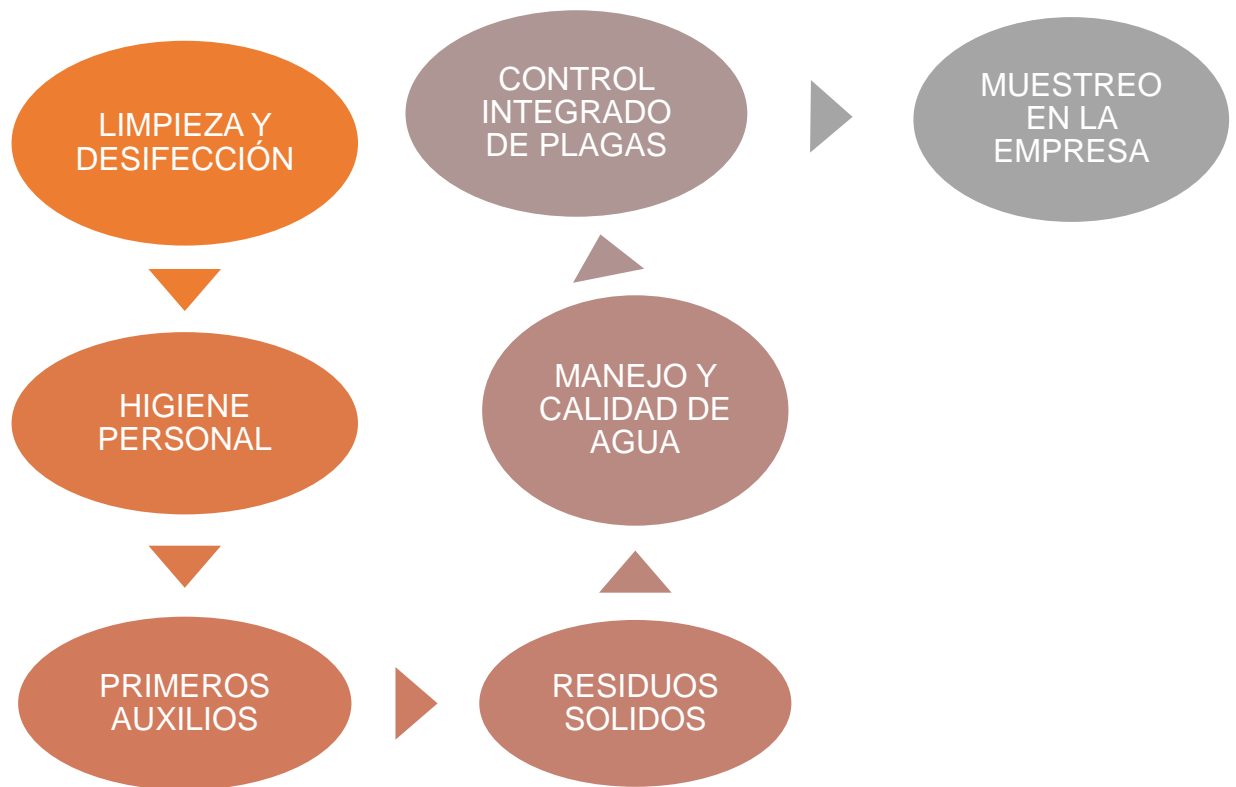 LIMPIEZA Y
DESIFECCIÓN
HIGIENE
PERSONAL
PRIMEROS
AUXILIOS
RESIDUOS
SOLIDOS
MANEJO Y
CALIDAD DE
AGUA
CONTROL
INTEGRADO
DE PLAGAS
MUESTREO
EN LA
EMPRESA